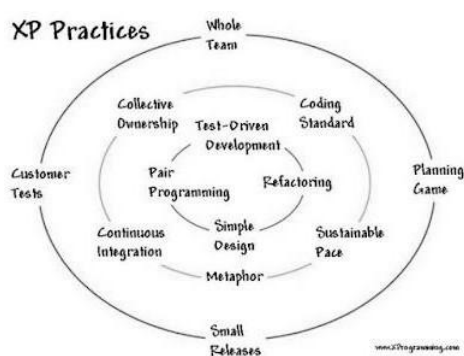 XP Practices
Whole
Team
Collective
Ownership
Coding
Standard
Test-Driven
Development
Customer
Tests
Planning
Game
Pair
Programming
Refactoring
Continuous
Integration
Simple
Design
Sustainable
Pace
Metaphor
Small
Releases
www.XProgramming.com